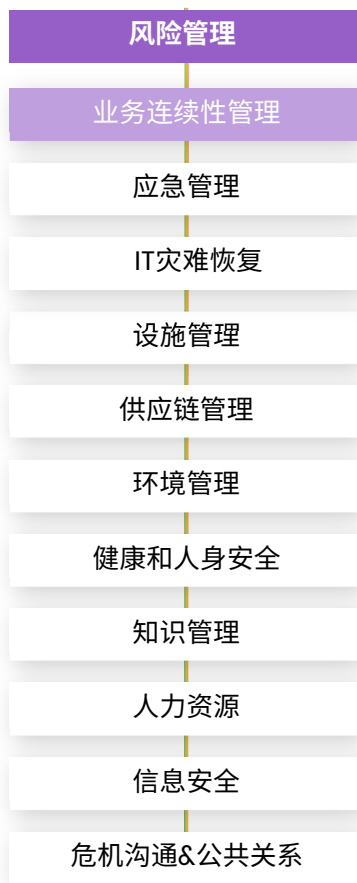 风险管理
业务连续性管理
应急管理
IT灾难恢复
设施管理
供应链管理
环境管理
健康和人身安全
知识管理
人力资源
信息安全
危机沟通&公共关系